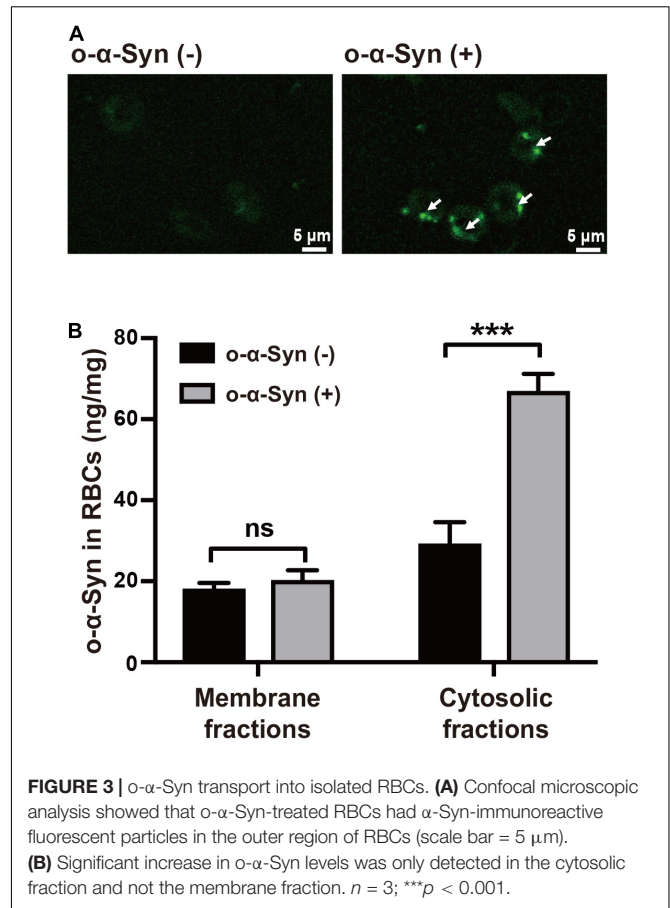 A
o-α-Syn (-)
o-α-Syn (+)
5 μm
5 μm
B
80
60
40
20
0
o-α-Syn in RBCs (ng/mg)
o-α-Syn (-)
o-α-Syn (+)
ns
***
Membrane
fractions
Cytosolic
fractions
FIGURE 3 | o-α-Syn transport into isolated RBCs. (A) Confocal microscopic
analysis showed that o-α-Syn-treated RBCs had α-Syn-immunoreactive
fluorescent particles in the outer region of RBCs (scale bar = 5 μm).
(B) Significant increase in o-α-Syn levels was only detected in the cytosolic
fraction and not the membrane fraction. n = 3; ***p < 0.001.